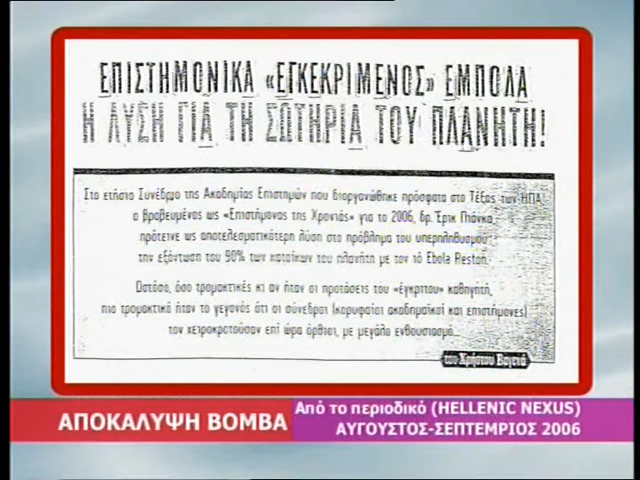 ΕΠΙΣΤΗΜΟΝΙΚΑ «ΕΓΚΕΚΡΙΜΕΝΟΣ» ΕΜΠΟΛΑ
Η ΛΥΣΗ ΓΙΑ ΤΗ ΣΩΤΗΡΙΑ ΤΟΥ ΠΛΑΝΗΤΗ!
Στο ετήσιο Συνέδριο της Ακαδημίας Επιστημών που διοργανώθηκε πρόσφατα στο Τέξας των ΗΠΑ
ο βραβευμένος ως «Επιστήμονας της Χρονιάς» για το 2006, δρ. Έρικ Πιάνκα,
πρότεινε ως αποτελεσματικότερη λύση στο πρόβλημα του υπερπληθυσμού
την εξόντωση του 90% των κατοίκων του πλανήτη με τον ιό Ebola Reston.
Ωστόσο, όσο τρομακτικές κι αν ήταν οι προτάσεις του «έγκριτου» καθηγητή,
πιο τρομακτικό ήταν το γεγονός ότι οι σύνεδροι (κορυφαίοι ακαδημαϊκοί και επιστήμονες)
τον χειροκροτούσαν επί ώρα όρθιοι, με μεγάλο ενθουσιασμό.
του Χρήστου Βαγενά
ΑΠΟΚΑΛΥΨΗ ΒΟΜΒΑ
Από το περιοδικό (HELLENIC NEXUS)
ΑΥΓΟΥΣΤΟΣ-ΣΕΠΤΕΜΡΙΟΣ 2006